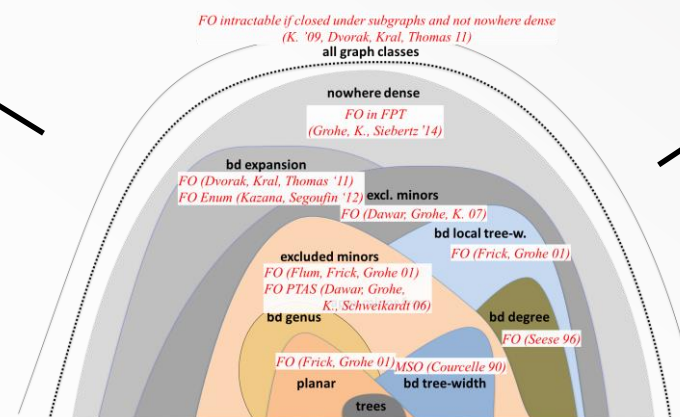 FO intractable if closed under subgraphs and not nowhere dense
(K. '09, Dvorak, Kral, Thomas 11)
all graph classes
nowhere dense
FO in FPT
(Grohe, K., Siebertz '14)
bd expansion
FO (Dvorak, Kral, Thomas '11)
FO Enum (Kazana, Segoufin '12)
excl. minors
FO (Dawar, Grohe, K. 07)
bd local tree-w.
FO (Frick, Grohe 01)
excluded minors
FO (Flum, Frick, Grohe 01)
FO PTAS (Dawar, Grohe,
K., Schweikardt 06)
bd genus
bd degree
FO (Seese 96)
FO (Frick, Grohe 01)
MSO (Courcelle 90)
planar
bd tree-width
trees